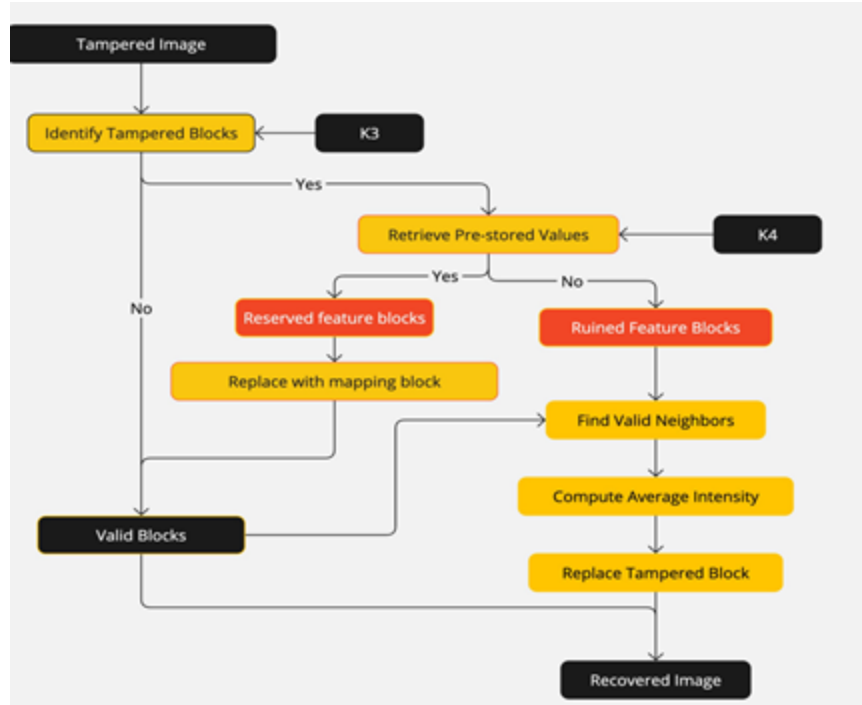 Tampered Image
Identify Tampered Blocks
K3
Yes
Retrieve Pre-stored Values
K4
Yes
No
No
Reserved feature blocks
Ruined Feature Blocks
Replace with mapping block
Find Valid Neighbors
Compute Average Intensity
Valid Blocks
Replace Tampered Block
Recovered Image